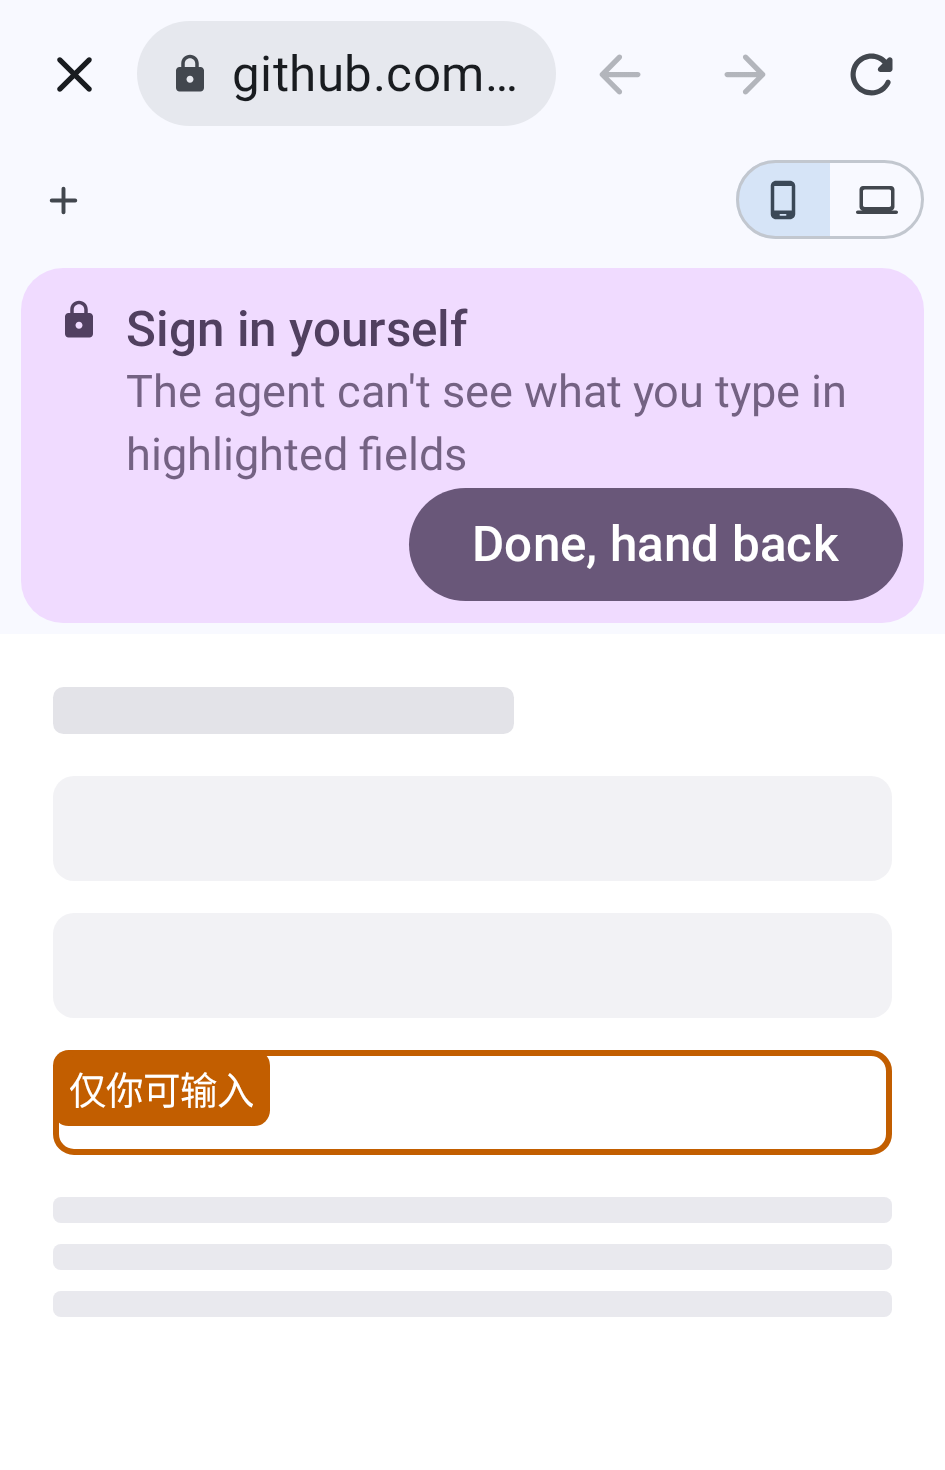 github.com…
Sign in yourself
The agent can't see what you type in
highlighted fields
Done, hand back
仅你可输入